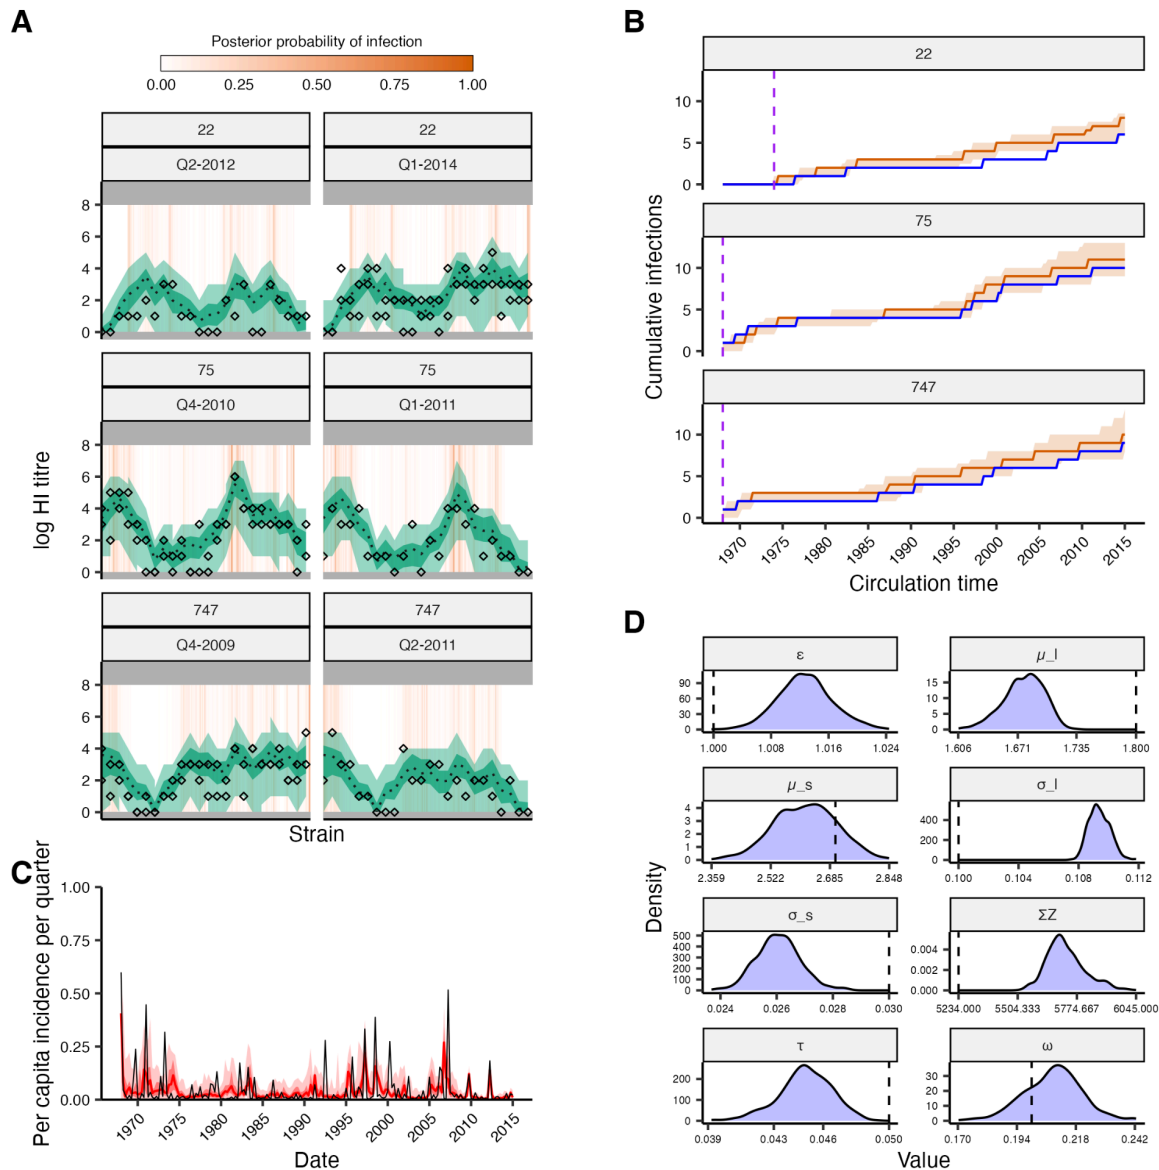 A
Posterior probability of infection
0.00 0.25 0.50 0.75 1.00
22 22
Q2-2012 Q1-2014
8
6
4
2
0
75 75
Q4-2010 Q1-2011
8
6
4
2
0
747 747
Q4-2009 Q2-2011
8
6
4
2
0
log HI titre
Strain
B
22
10
5
0
75
10
5
0
747
10
5
0
Cumulative infections
1970 1975 1980 1985 1990 1995 2000 2005 2010 2015
Circulation time
C
Per capita incidence per quarter
1.00
0.75
0.50
0.25
0.00
1970 1975 1980 1985 1990 1995 2000 2005 2010 2015
Date
D
Density
ε
90
60
30
0
1.000 1.008 1.016 1.024
μ_l
15
10
5
0
1.606 1.671 1.735 1.800
μ_s
4
3
2
1
0
2.359 2.522 2.685 2.848
σ_l
400
200
0
0.100 0.104 0.108 0.112
σ_s
500
400
300
200
100
0
0.024 0.026 0.028 0.030
ΣZ
0.004
0.002
0.000
5234.000 5504.333 5774.667 6045.000
τ
200
100
0
0.039 0.043 0.046 0.050
ω
30
20
10
0
0.170 0.194 0.218 0.242
Value